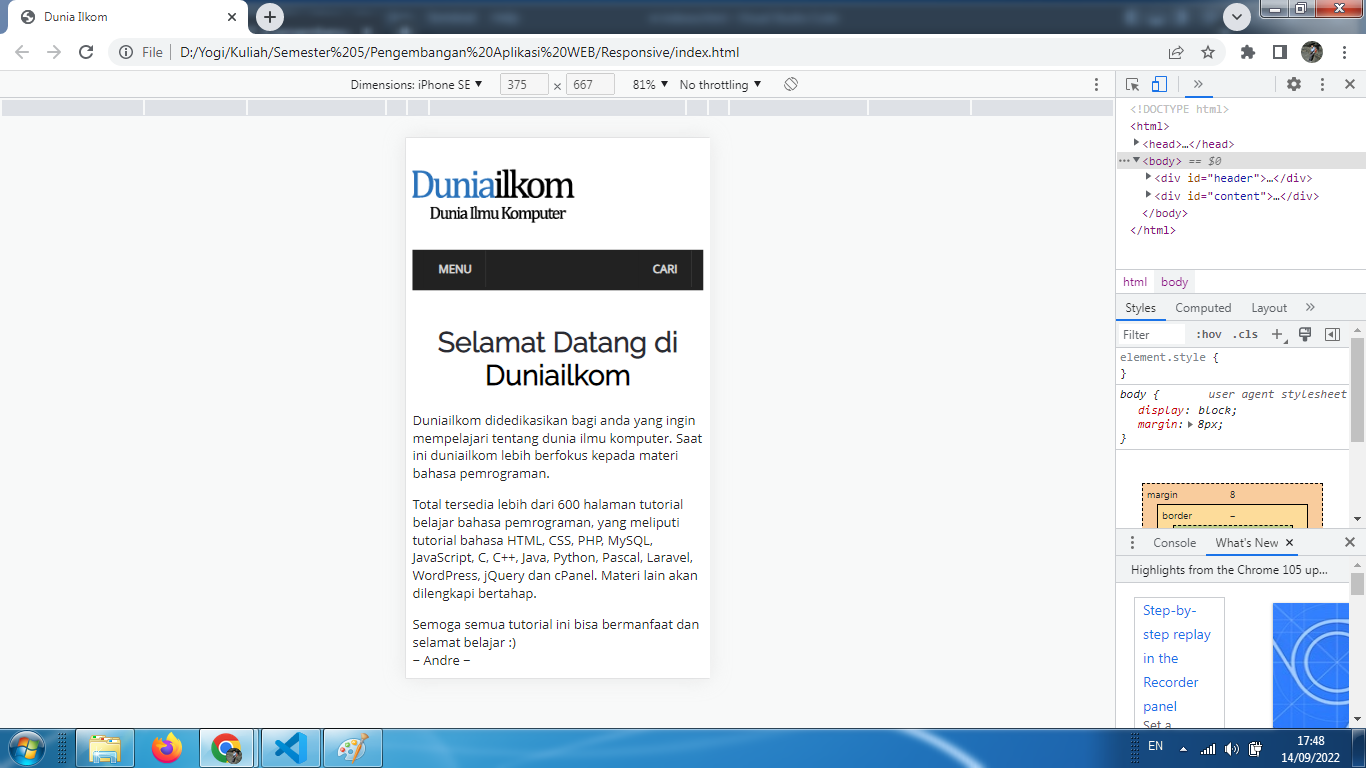 Dunia Ilkom
File
D:/Yogi/Kuliah/Semester%205/Pengembangan%20Aplikasi%20WEB/Responsive/index.html
Dimensions: iPhone SE 375 × 667 81% No throttling
Duniailkom
Dunia Ilmu Komputer
MENU CARI
Selamat Datang di
Duniailkom
Duniailkom didedikasikan bagi anda yang ingin
mempelajari tentang dunia ilmu komputer. Saat
ini duniailkom lebih berfokus kepada materi
bahasa pemrograman.
Total tersedia lebih dari 600 halaman tutorial
belajar bahasa pemrograman, yang meliputi
tutorial bahasa HTML, CSS, PHP, MySQL,
JavaScript, C, C++, Java, Python, Pascal, Laravel,
WordPress, jQuery dan cPanel. Materi lain akan
dilengkapi bertahap.
Semoga semua tutorial ini bisa bermanfaat dan
selamat belajar :)
– Andre –
<!DOCTYPE html>
<html>
<head>…</head>
<body> == $0
<div id="header">…</div>
<div id="content">…</div>
</body>
</html>
html body
Styles Computed Layout
Filter :hov .cls
element.style {
}
body { user agent stylesheet
display: block;
margin: 8px;
}
margin 8
border –
Console What's New
Highlights from the Chrome 105 up...
Step-by-
step replay
in the
Recorder
panel
Set a
EN
17:48
14/09/2022